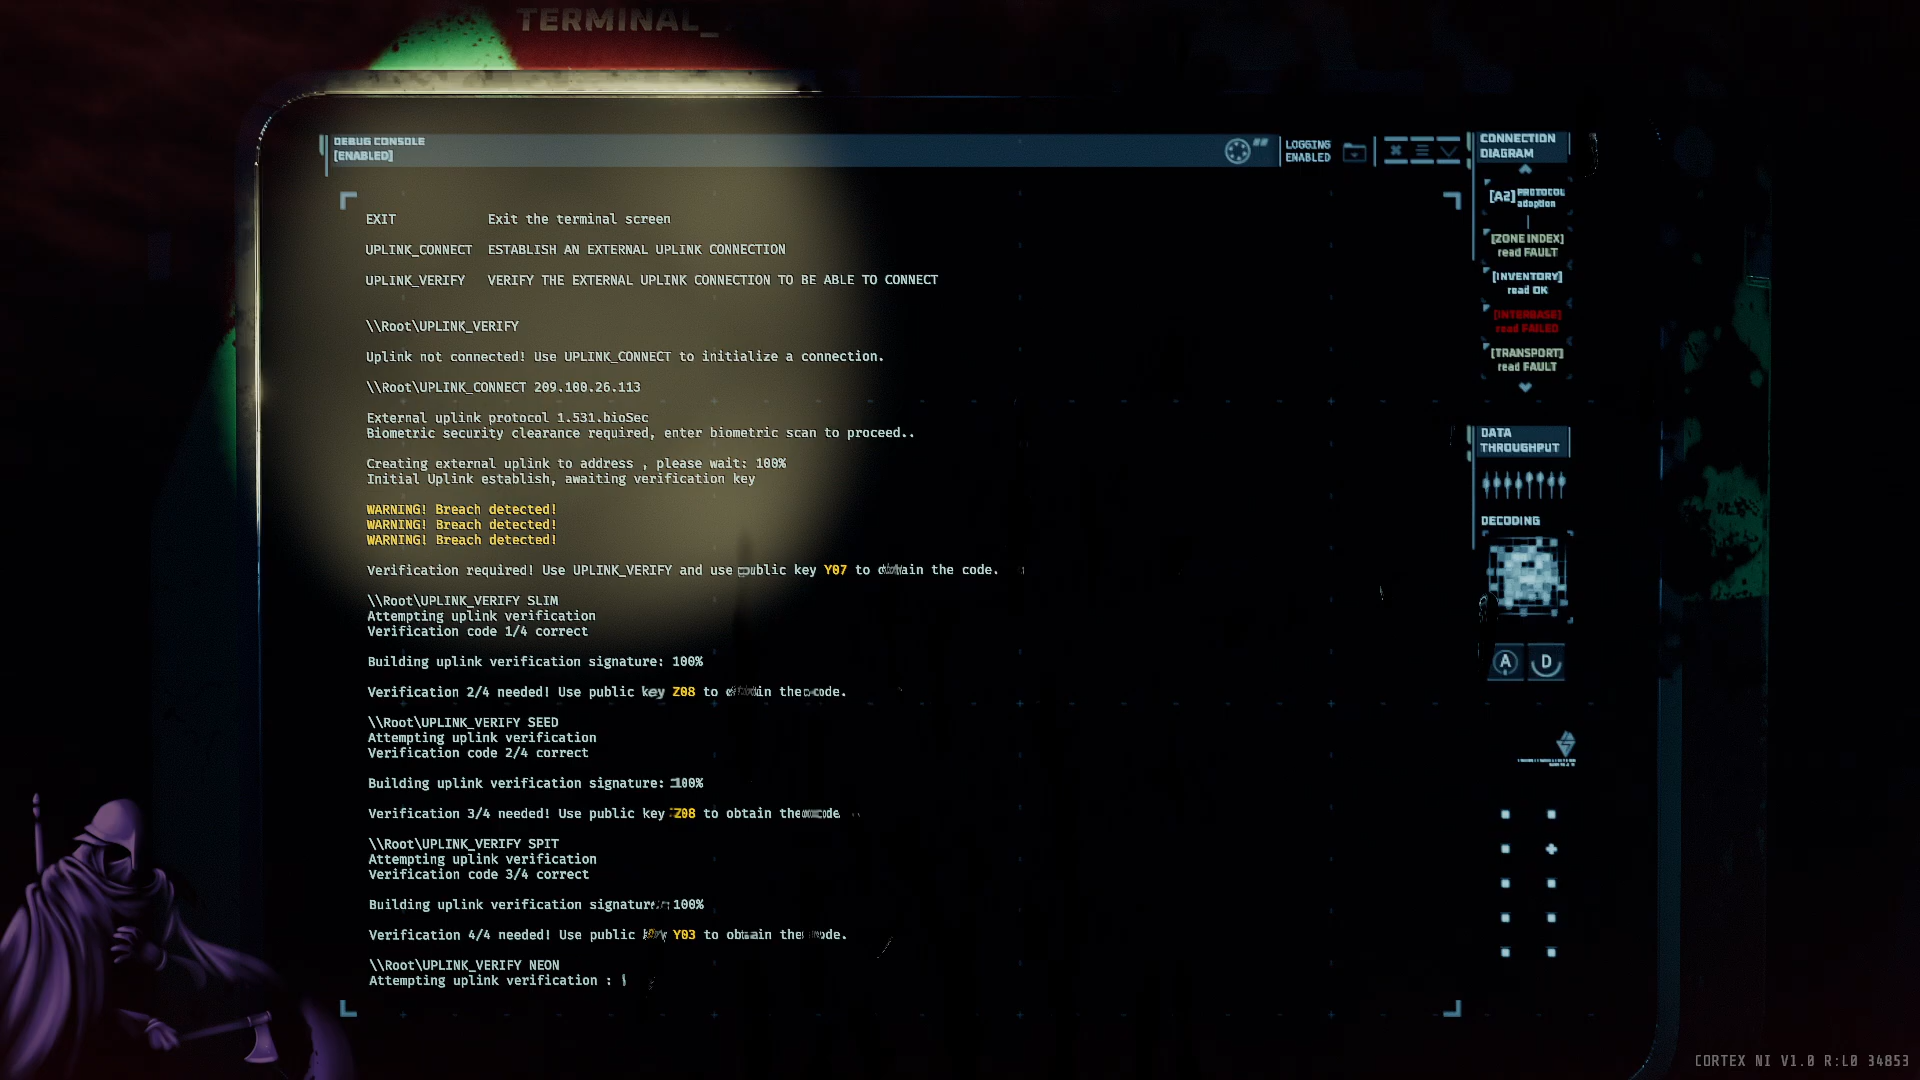 TERMINAL_
DEBUG CONSOLE
[ENABLED]
LOGGING
ENABLED
EXIT Exit the terminal screen
UPLINK_CONNECT ESTABLISH AN EXTERNAL UPLINK CONNECTION
UPLINK_VERIFY VERIFY THE EXTERNAL UPLINK CONNECTION TO BE ABLE TO CONNECT
\\Root\UPLINK_VERIFY
Uplink not connected! Use UPLINK_CONNECT to initialize a connection.
\\Root\UPLINK_CONNECT 209.100.26.113
External uplink protocol 1.531.bioSec
Biometric security clearance required, enter biometric scan to proceed..
Creating external uplink to address , please wait: 100%
Initial Uplink establish, awaiting verification key
WARNING! Breach detected!
WARNING! Breach detected!
WARNING! Breach detected!
Verification required! Use UPLINK_VERIFY and use public key Y07 to obtain the code.
\\Root\UPLINK_VERIFY SLIM
Attempting uplink verification
Verification code 1/4 correct
Building uplink verification signature: 100%
Verification 2/4 needed! Use public key Z08 to obtain the code.
\\Root\UPLINK_VERIFY SEED
Attempting uplink verification
Verification code 2/4 correct
Building uplink verification signature: 100%
Verification 3/4 needed! Use public key Z08 to obtain the code
\\Root\UPLINK_VERIFY SPIT
Attempting uplink verification
Verification code 3/4 correct
Building uplink verification signature: 100%
Verification 4/4 needed! Use public key Y03 to obtain the code.
\\Root\UPLINK_VERIFY NEON
Attempting uplink verification :
CONNECTION
DIAGRAM
[A2] PROTOCOL
adoption
[ZONE INDEX]
read FAULT
[INVENTORY]
read OK
[INTERBASE]
read FAILED
[TRANSPORT]
read FAULT
DATA
THROUGHPUT
DECODING
A D
CORTEX NI V1.0 R:L0 34853